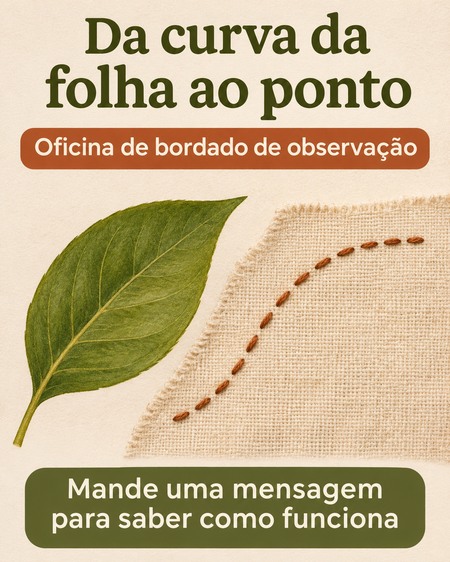 Da curva da
folha ao ponto
Oficina de bordado de observação
Mande uma mensagem
para saber como funciona